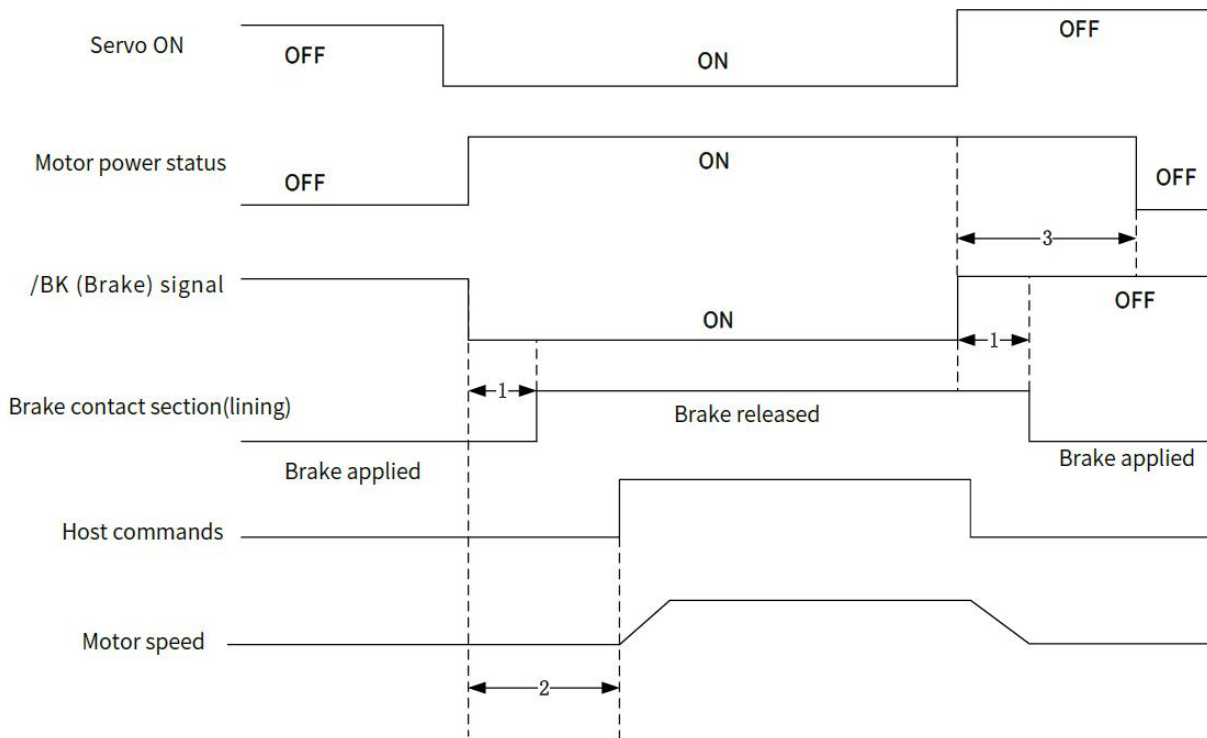 Servo ON
OFF
ON
OFF
Motor power status
OFF
ON
OFF
3
/BK (Brake) signal
ON
OFF
1
1
Brake contact section(lining)
Brake released
Brake applied
Brake applied
Host commands
Motor speed
2